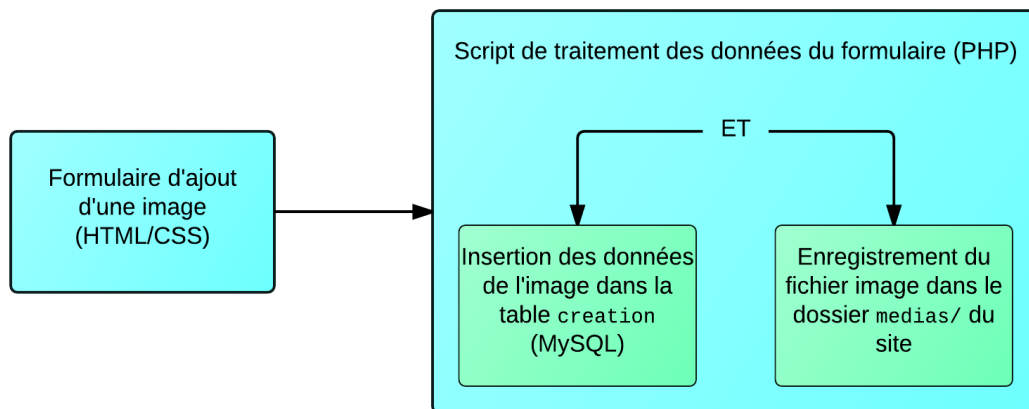 Script de traitement des données du formulaire (PHP)
ET
Formulaire d'ajout
d'une image
(HTML/CSS)
Insertion des données
de l'image dans la
table creation
(MySQL)
Enregistrement du
fichier image dans le
dossier medias/ du
site